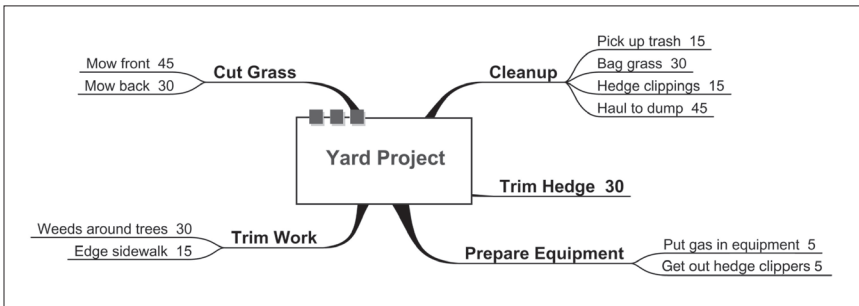 Yard Project
Cut Grass
Mow front 45
Mow back 30
Cleanup
Pick up trash 15
Bag grass 30
Hedge clippings 15
Haul to dump 45
Trim Hedge 30
Trim Work
Weeds around trees 30
Edge sidewalk 15
Prepare Equipment
Put gas in equipment 5
Get out hedge clippers 5